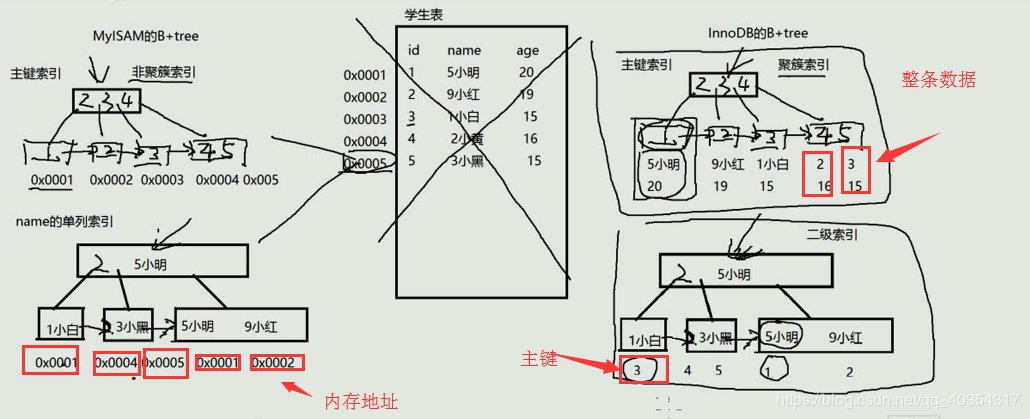 学生表
MyISAM的B+tree
主键索引
非聚簇索引
2 3 4
2 3 4 5
0x0001 0x0002 0x0003 0x0004 0x005
name的单列索引
2 5小明
1小白 3小黑 5小明 9小红
0x0001 0x0004 0x0005 0x0001 0x0002
内存地址
id name age
0x0001 1 5小明 20
0x0002 2 9小红 19
0x0003 3 1小白 15
0x0004 4 2小黄 16
0x0005 5 3小黑 15
InnoDB的B+tree
主键索引
聚簇索引
整条数据
2 3 4
2 3 4 5
5小明 9小红 1小白 2 3
20 19 15 16 15
二级索引
2 5小明
1小白 3小黑 5小明 9小红
主键
3 4 5 1 2
https://blog.csdn.net/qq_40354317